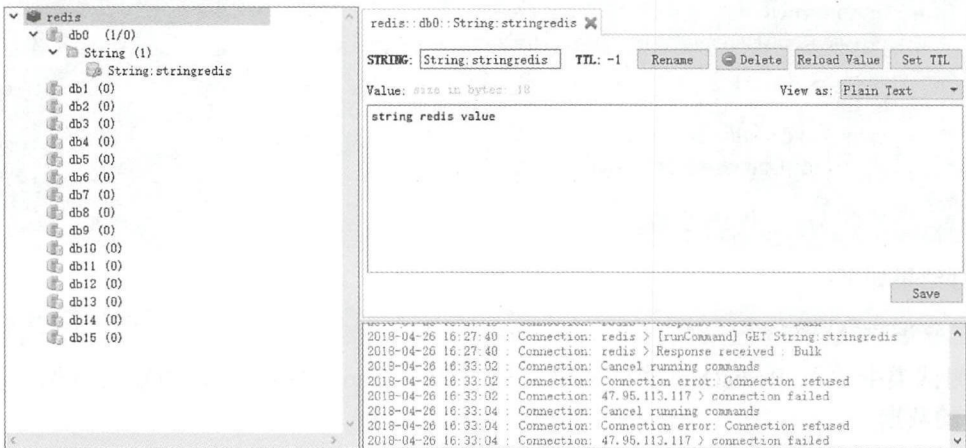 redis
db0 (1/0)
String (1)
String:stringredis
db1 (0)
db2 (0)
db3 (0)
db4 (0)
db5 (0)
db6 (0)
db7 (0)
db8 (0)
db9 (0)
db10 (0)
db11 (0)
db12 (0)
db13 (0)
db14 (0)
db15 (0)
redis::db0::String:stringredis
STRING: String:stringredis TTL: -1 Rename Delete Reload Value Set TTL
Value: size in bytes: 18 View as: Plain Text
string redis value
Save
2018-04-26 16:27:40 : Connection: redis > [runCommand] GET String:stringredis
2018-04-26 16:27:40 : Connection: redis > Response received : Bulk
2018-04-26 16:33:02 : Connection: Cancel running commands
2018-04-26 16:33:02 : Connection: Connection error: Connection refused
2018-04-26 16:33:02 : Connection: 47.95.113.117 > connection failed
2018-04-26 16:33:04 : Connection: Cancel running commands
2018-04-26 16:33:04 : Connection: Connection error: Connection refused
2018-04-26 16:33:04 : Connection: 47.95.113.117 > connection failed